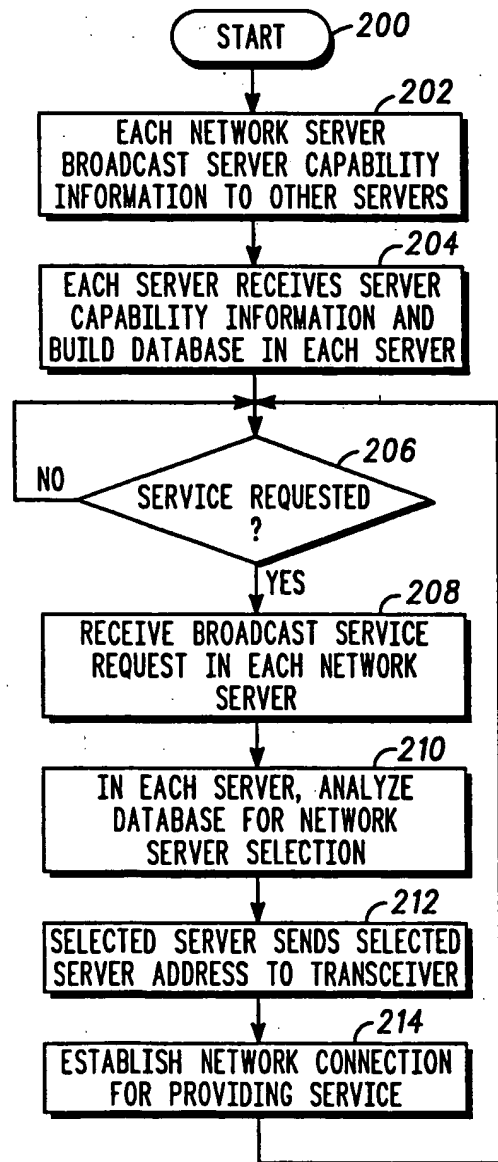 START
200
202
EACH NETWORK SERVER
BROADCAST SERVER CAPABILITY
INFORMATION TO OTHER SERVERS
204
EACH SERVER RECEIVES SERVER
CAPABILITY INFORMATION AND
BUILD DATABASE IN EACH SERVER
206
NO
SERVICE REQUESTED
?
YES
208
RECEIVE BROADCAST SERVICE
REQUEST IN EACH NETWORK
SERVER
210
IN EACH SERVER, ANALYZE
DATABASE FOR NETWORK
SERVER SELECTION
212
SELECTED SERVER SENDS SELECTED
SERVER ADDRESS TO TRANSCEIVER
214
ESTABLISH NETWORK CONNECTION
FOR PROVIDING SERVICE